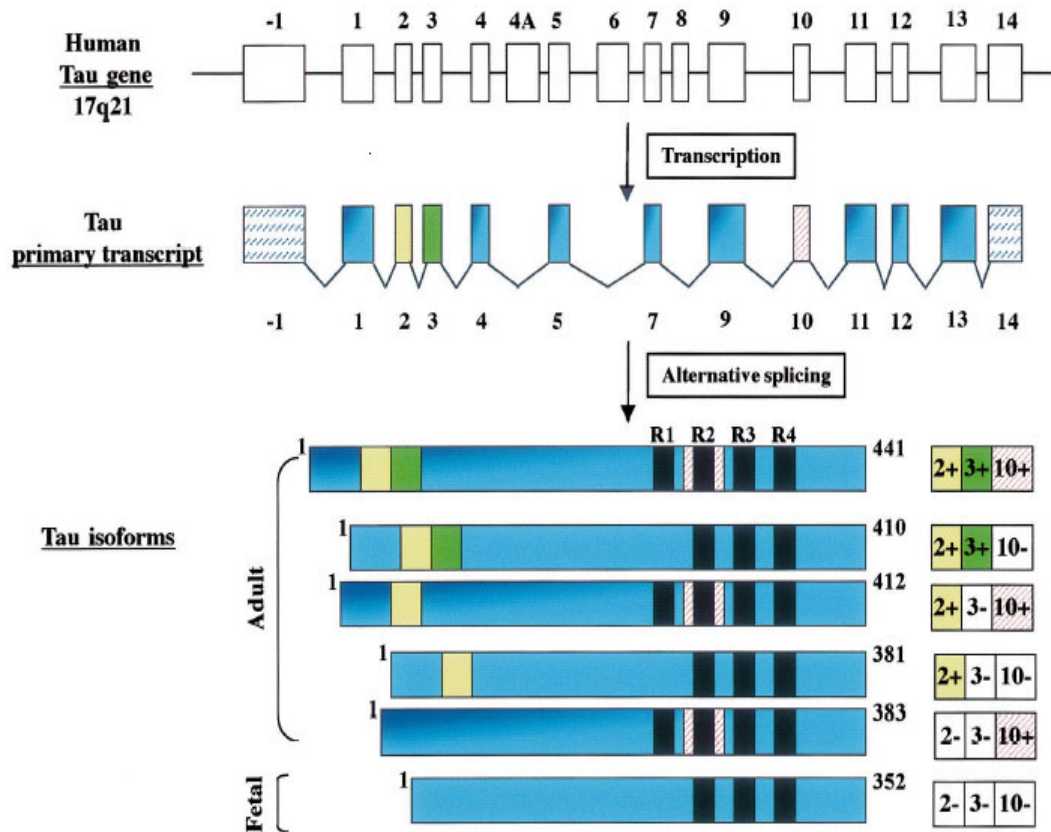 -1 1 2 3 4 4A 5 6 7 8 9 10 11 12 13 14
Human
Tau gene
17q21
Transcription
Tau
primary transcript
-1 1 2 3 4 5 7 9 10 11 12 13 14
Alternative splicing
R1 R2 R3 R4
1 441
2+ 3+ 10+
Tau isoforms
Adult
1 410
2+ 3+ 10-
1 412
2+ 3- 10+
1 381
2+ 3- 10-
1 383
2- 3- 10+
Fetal
1 352
2- 3- 10-